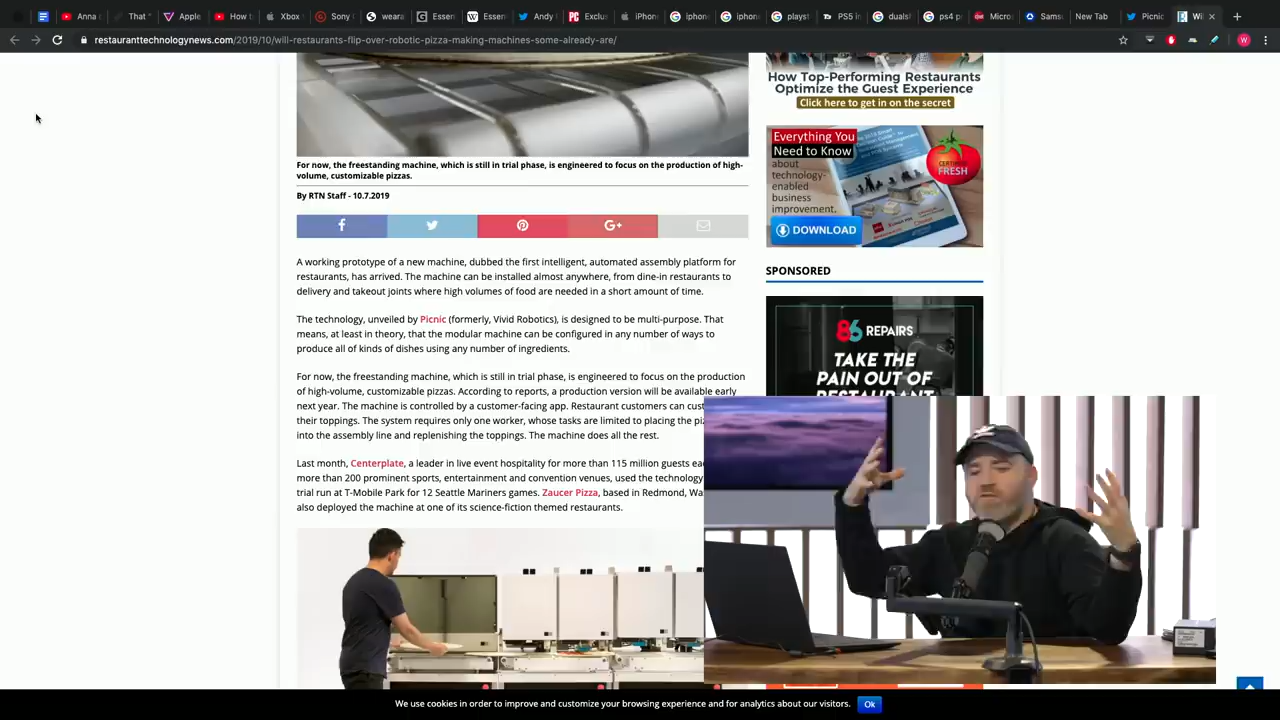 Anna
That "
Apple
How to
Xbox
Sony
weara
Essen
Essen
Andy
Exclus
iPhone
iphon
iphon
playst
PS5 in
duals
ps4 p
Micro
Sams
New Tab
Picnic
Wi
restauranttechnologynews.com/2019/10/will-restaurants-flip-over-robotic-pizza-making-machines-some-already-are/
How Top-Performing Restaurants
Optimize the Guest Experience
Click here to get in on the secret
For now, the freestanding machine, which is still in trial phase, is engineered to focus on the production of high-
volume, customizable pizzas.
By RTN Staff - 10.7.2019
Everything You
Need to Know
about
technology-
enabled
business
improvement.
CERTIFIED
FRESH
DOWNLOAD
A working prototype of a new machine, dubbed the first intelligent, automated assembly platform for
restaurants, has arrived. The machine can be installed almost anywhere, from dine-in restaurants to
delivery and takeout joints where high volumes of food are needed in a short amount of time.
SPONSORED
The technology, unveiled by Picnic (formerly, Vivid Robotics), is designed to be multi-purpose. That
means, at least in theory, that the modular machine can be configured in any number of ways to
produce all of kinds of dishes using any number of ingredients.
86 REPAIRS
TAKE THE
PAIN OUT OF
RESTAURANT
For now, the freestanding machine, which is still in trial phase, is engineered to focus on the production
of high-volume, customizable pizzas. According to reports, a production version will be available early
next year. The machine is controlled by a customer-facing app. Restaurant customers can cust
their toppings. The system requires only one worker, whose tasks are limited to placing the piz
into the assembly line and replenishing the toppings. The machine does all the rest.
Last month, Centerplate, a leader in live event hospitality for more than 115 million guests eac
more than 200 prominent sports, entertainment and convention venues, used the technology
trial run at T-Mobile Park for 12 Seattle Mariners games. Zaucer Pizza, based in Redmond, Wa
also deployed the machine at one of its science-fiction themed restaurants.
We use cookies in order to improve and customize your browsing experience and for analytics about our visitors.
Ok